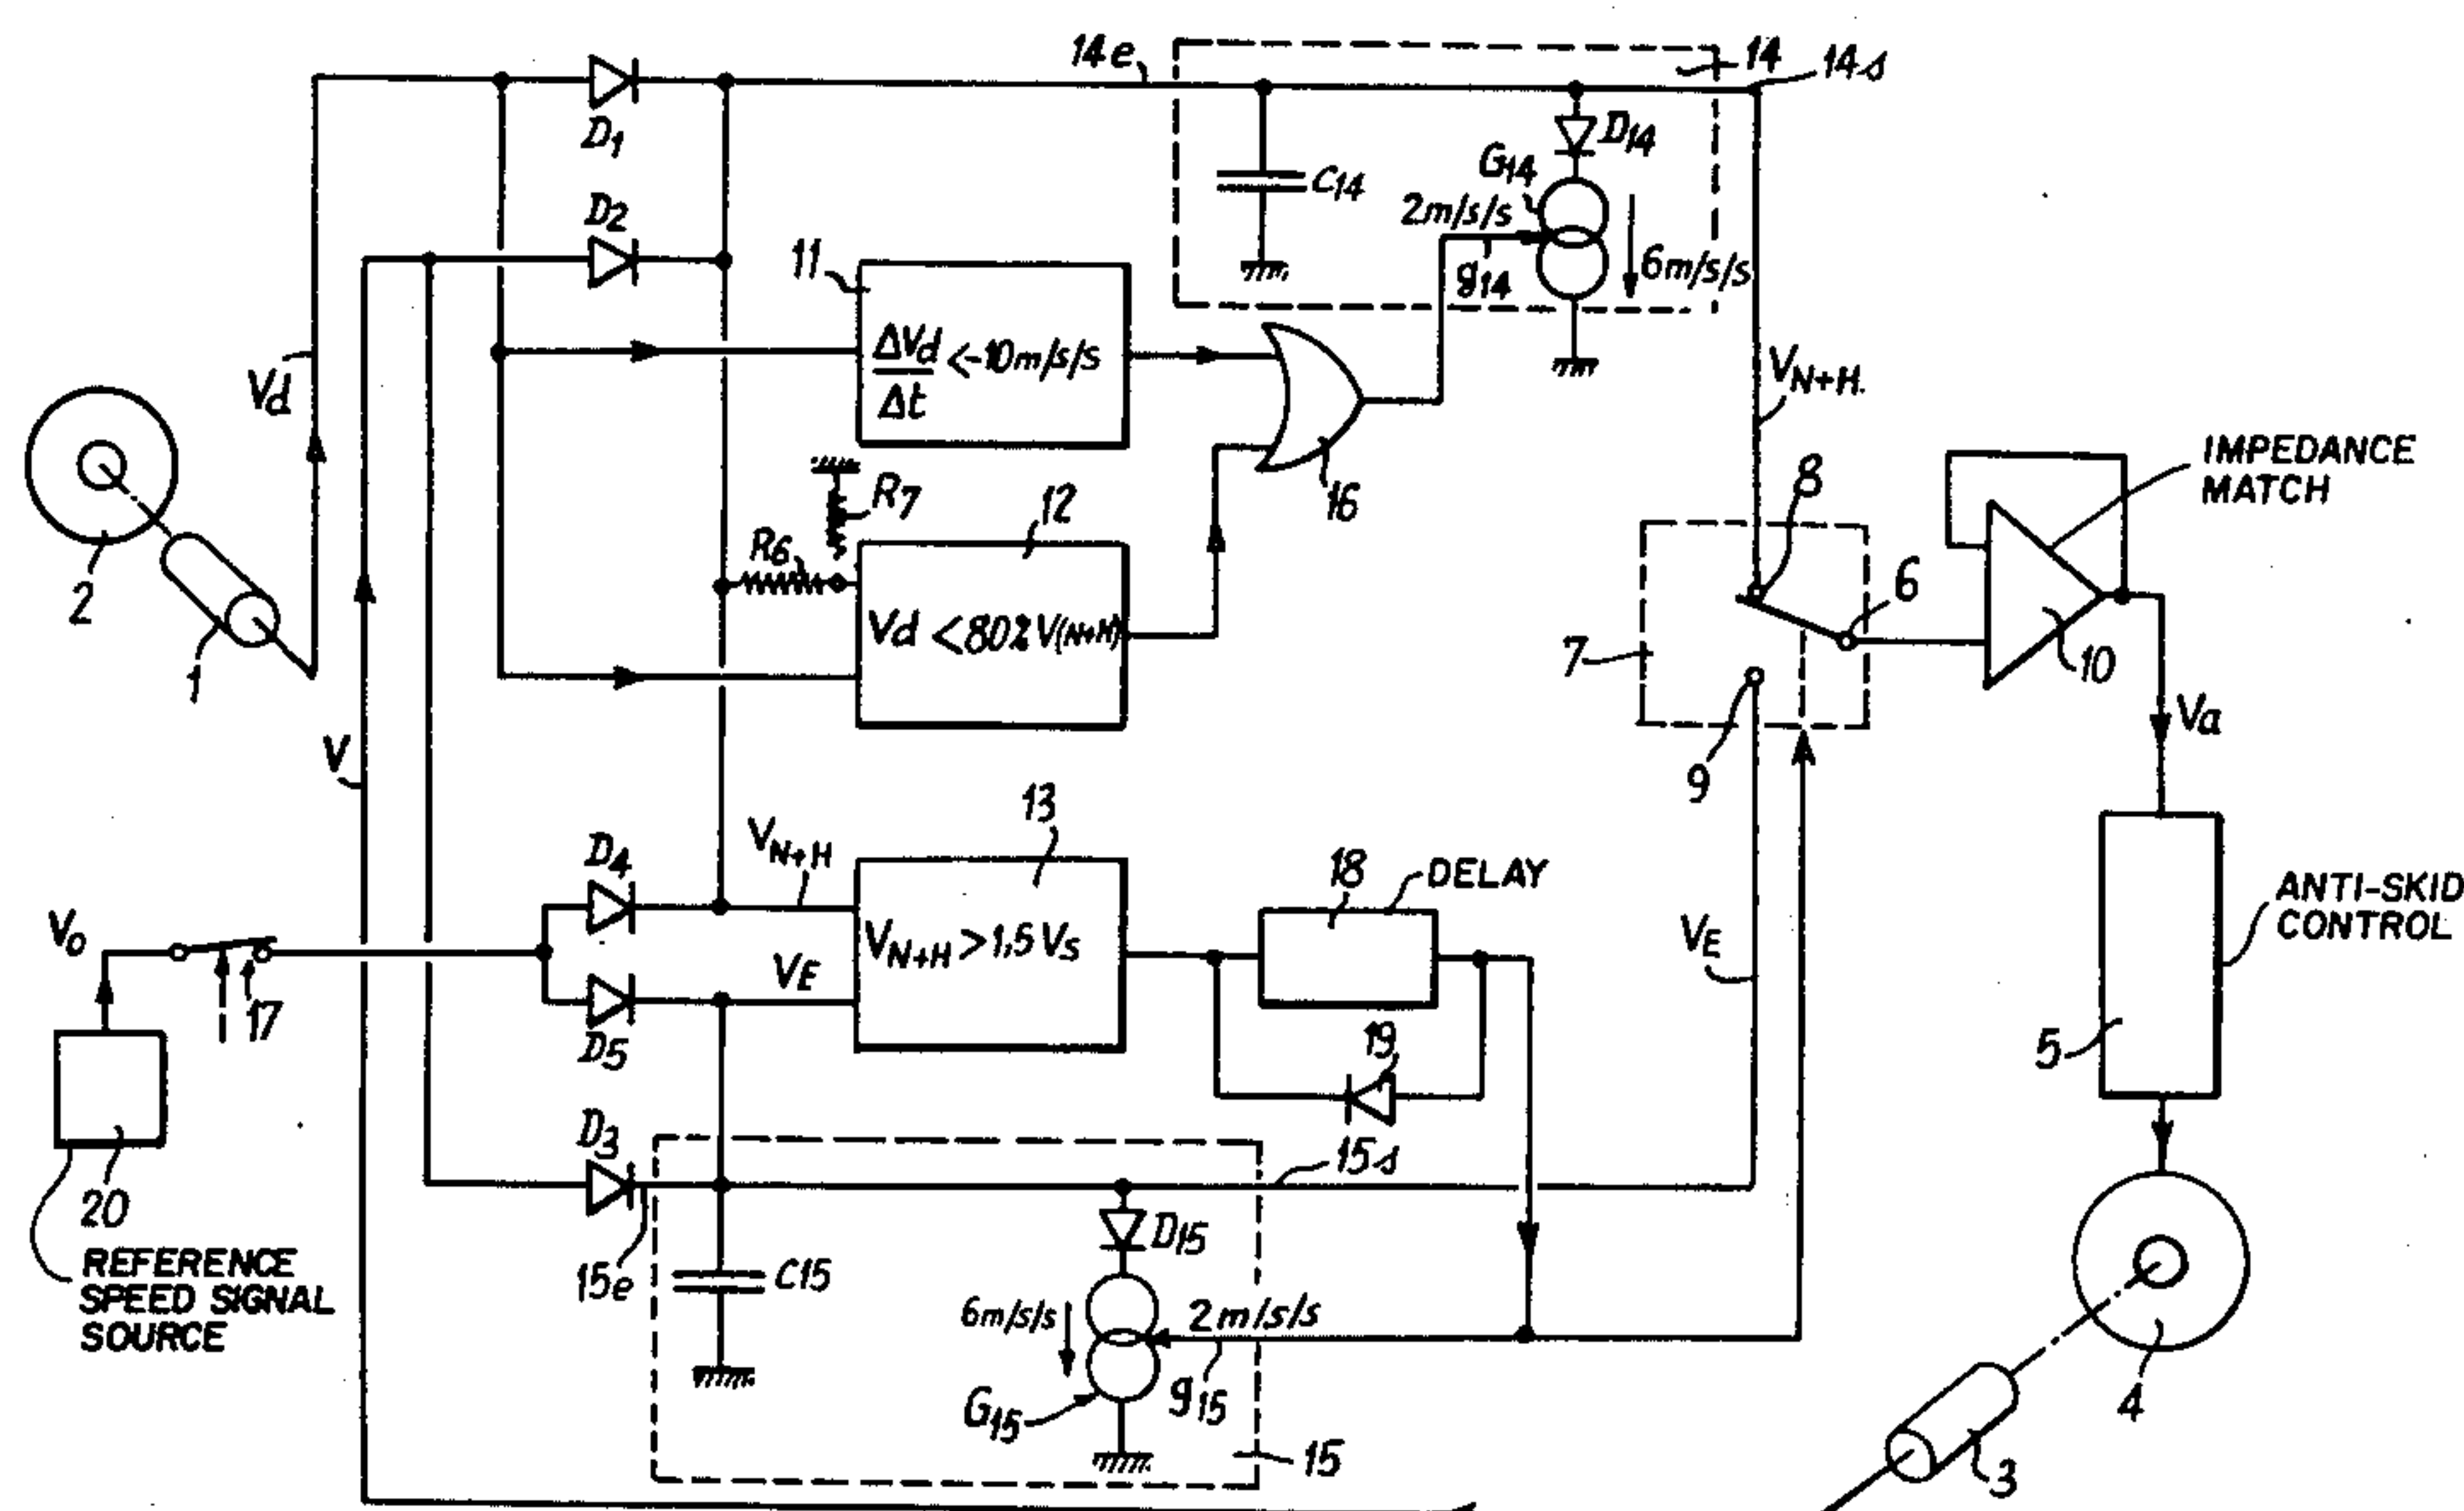 14e
14
14s
D1
D14
G14
C14
2m/s/s
D2
11
g14
6m/s/s
ΔVd
<-10m/s/s
Δt
Vd
VN+H.
IMPEDANCE
MATCH
R7
16
8
12
R6
6
2
Vd <80% V(N+H)
7
10
1
Va
V
9
13
VN+H
D4
18
DELAY
ANTI-SKID
CONTROL
Vo
VE
VN+H > 1,5 VS
VE
17
D5
19
5
D3
15s
20
D15
REFERENCE
SPEED SIGNAL
SOURCE
15e
C15
6m/s/s
2m/s/s
G15
g15
4
15
3